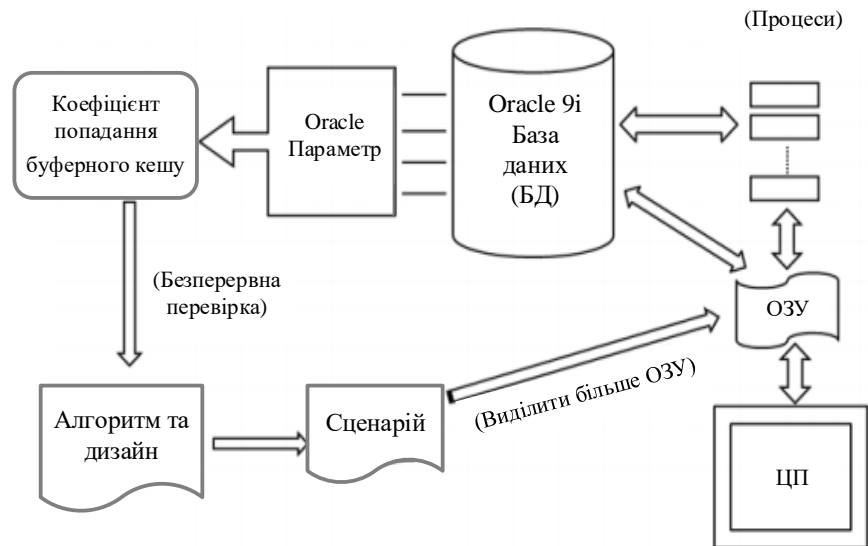 (Процеси)
Коефіцієнт
попадання
буферного кешу
Oracle
Параметр
Oracle 9i
База
даних
(БД)
(Безперервна
перевірка)
ОЗУ
(Виділити більше ОЗУ)
Алгоритм та
дизайн
Сценарій
ЦП